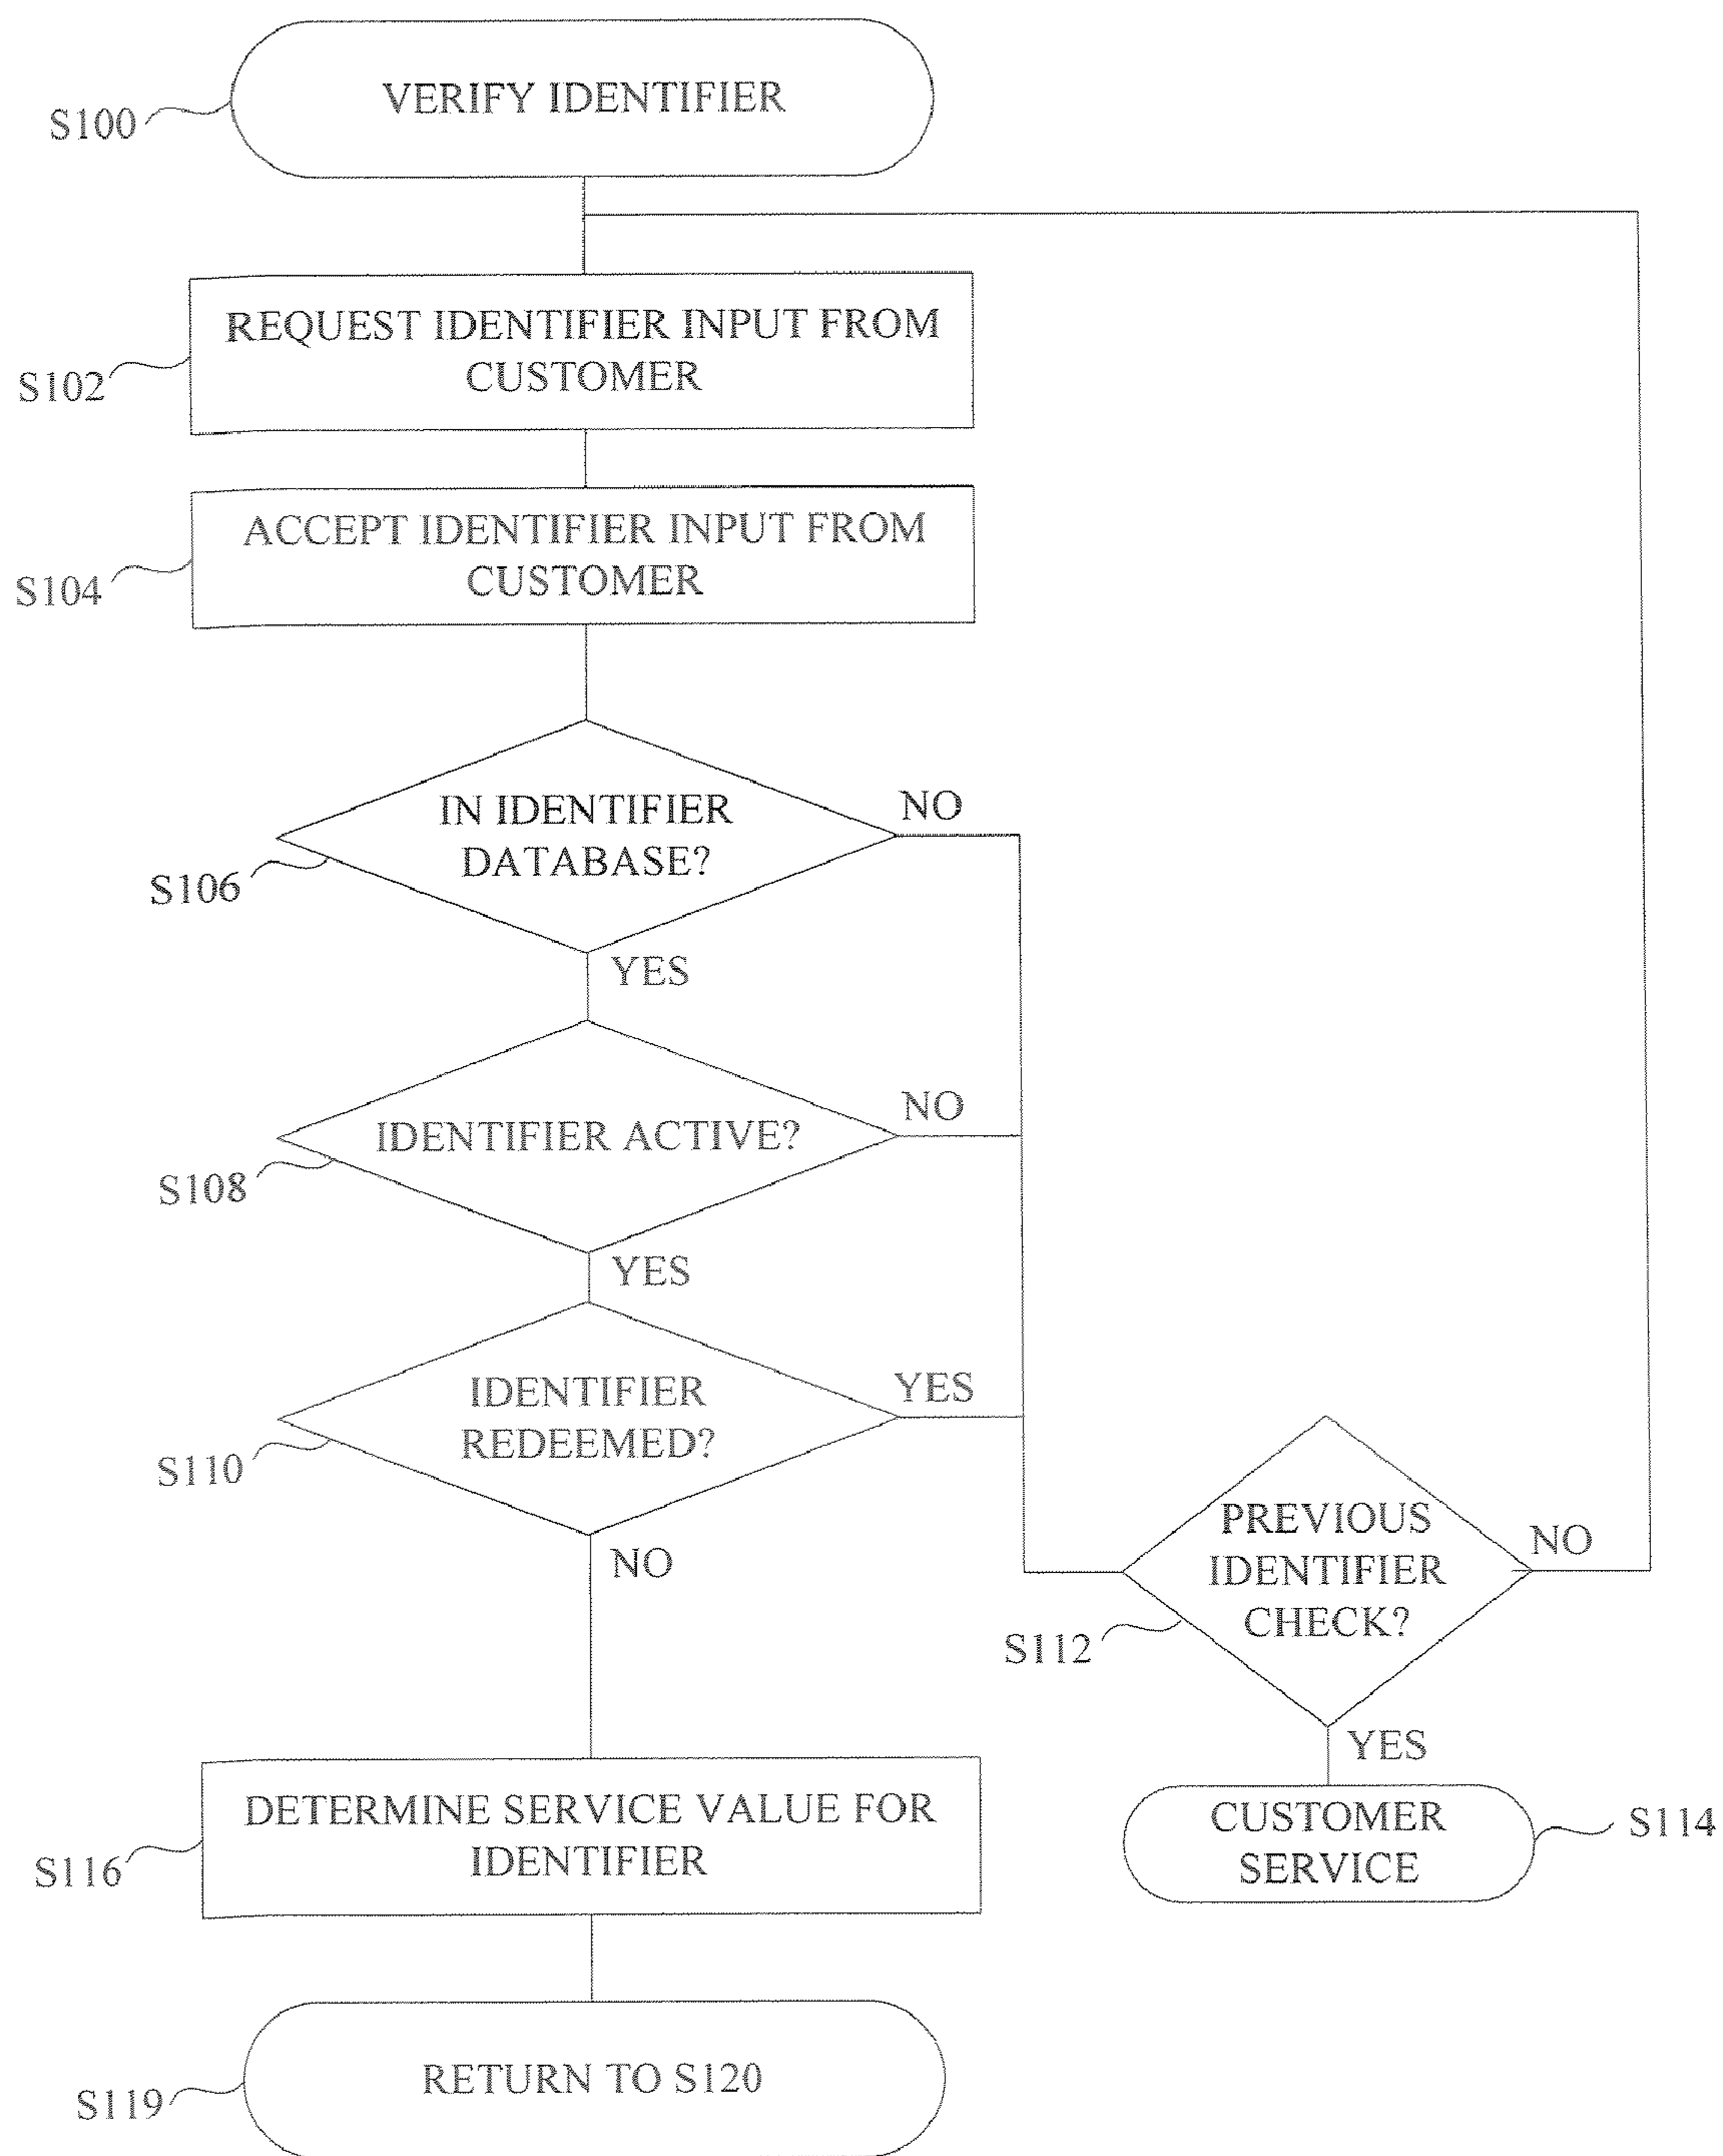 VERIFY IDENTIFIER
S100
REQUEST IDENTIFIER INPUT FROM
CUSTOMER
S102
ACCEPT IDENTIFIER INPUT FROM
CUSTOMER
S104
IN IDENTIFIER
DATABASE?
NO
S106
YES
IDENTIFIER ACTIVE?
NO
S108
YES
IDENTIFIER
REDEEMED?
YES
S110
NO
PREVIOUS
IDENTIFIER
CHECK?
NO
S112
YES
CUSTOMER
SERVICE
S114
DETERMINE SERVICE VALUE FOR
IDENTIFIER
S116
RETURN TO S120
S119